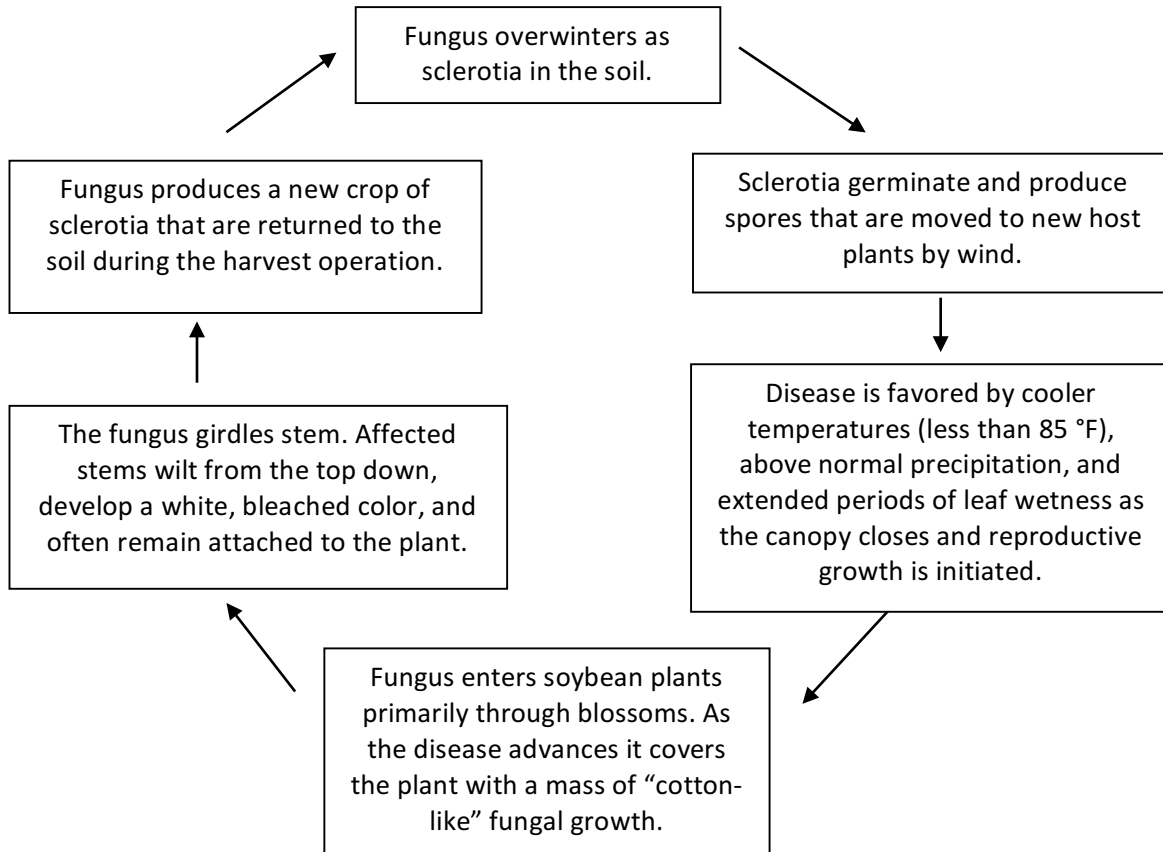 Fungus overwinters as
sclerotia in the soil.
Sclerotia germinate and produce
spores that are moved to new host
plants by wind.
Disease is favored by cooler
temperatures (less than 85 °F),
above normal precipitation, and
extended periods of leaf wetness as
the canopy closes and reproductive
growth is initiated.
Fungus enters soybean plants
primarily through blossoms. As
the disease advances it covers
the plant with a mass of “cotton-
like” fungal growth.
The fungus girdles stem. Affected
stems wilt from the top down,
develop a white, bleached color, and
often remain attached to the plant.
Fungus produces a new crop of
sclerotia that are returned to the
soil during the harvest operation.